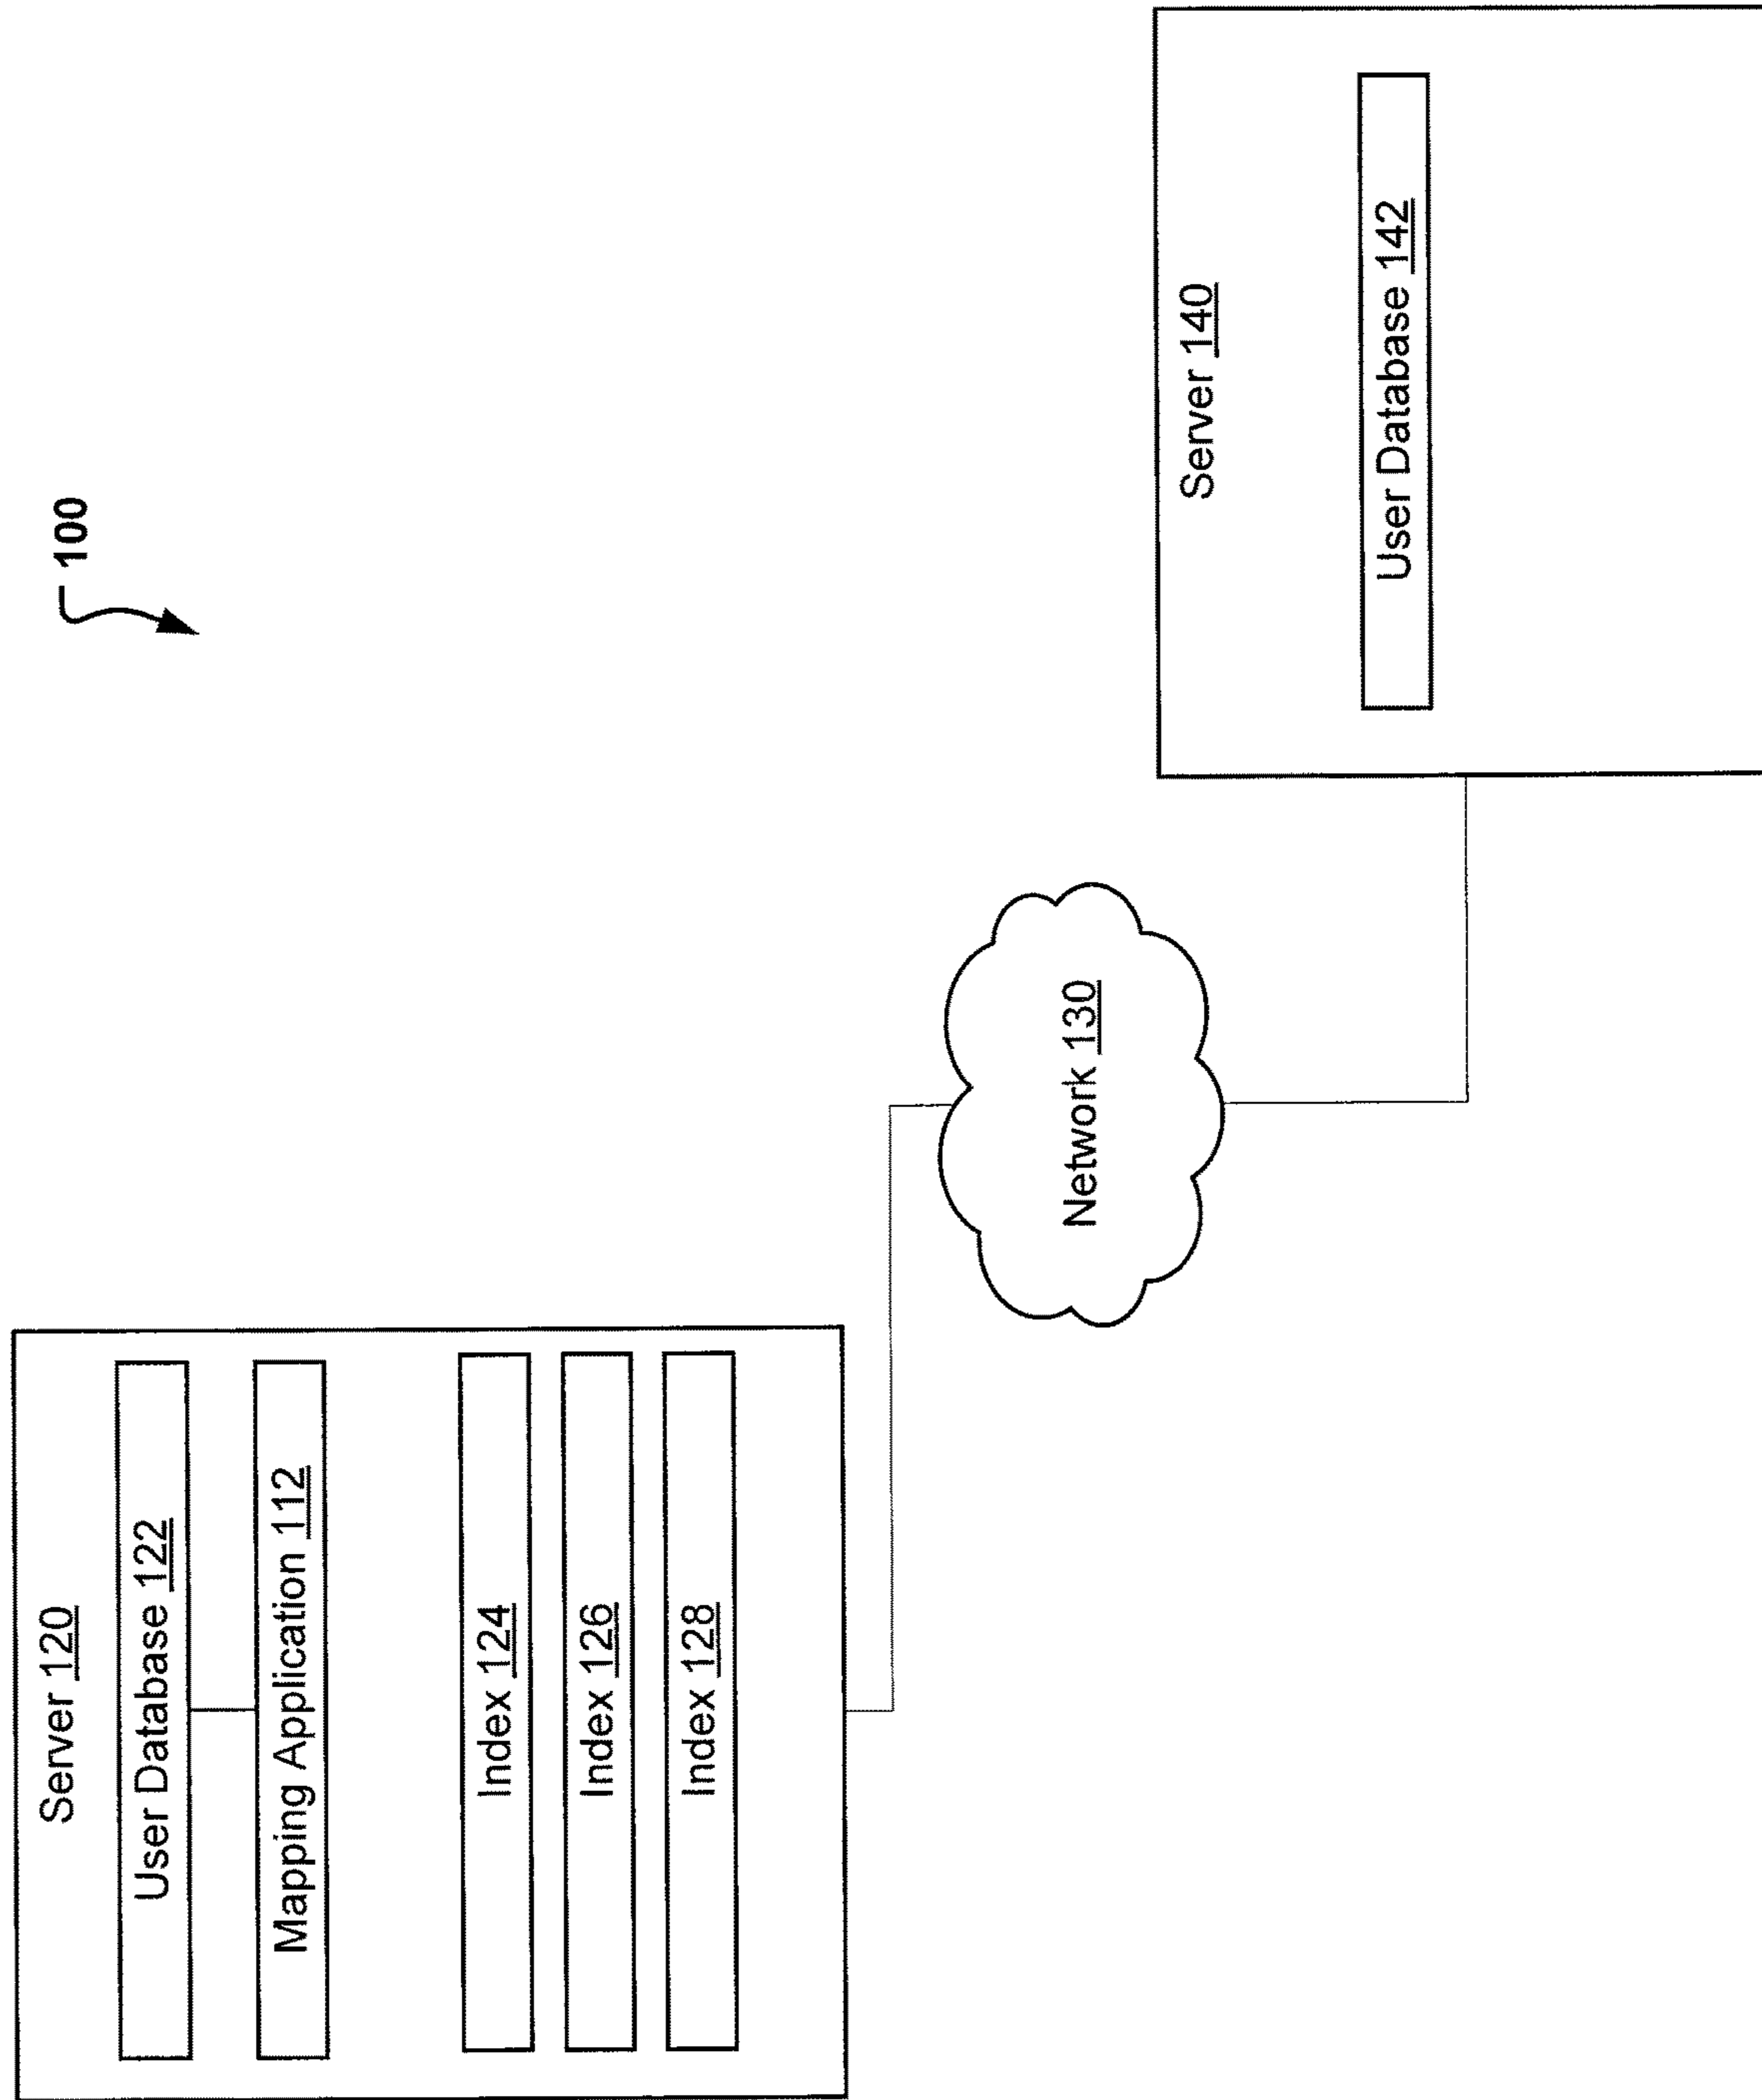 100
Server 120
User Database 122
Mapping Application 112
Index 124
Index 126
Index 128
Network 130
Server 140
User Database 142